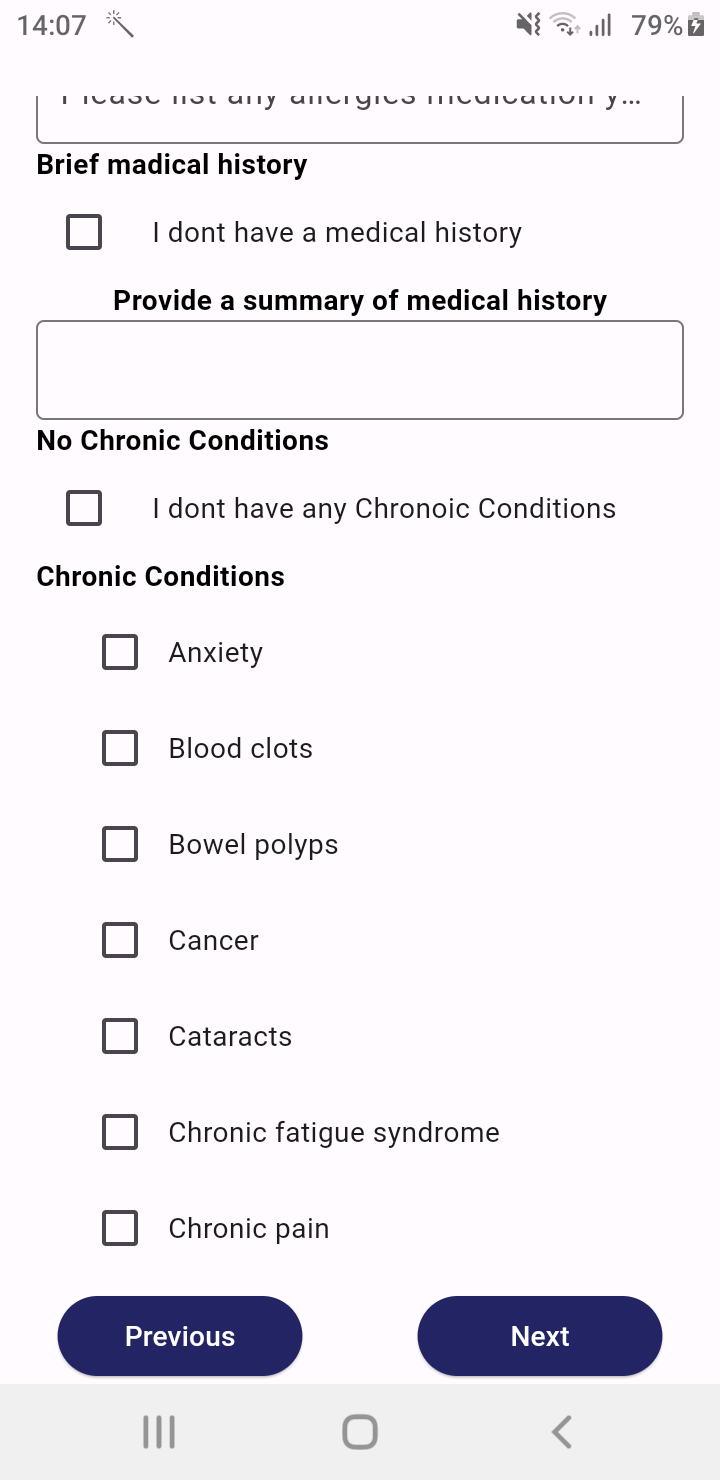 14:07
79%
Please list any allergies medication y...
Brief madical history
I dont have a medical history
Provide a summary of medical history
No Chronic Conditions
I dont have any Chronoic Conditions
Chronic Conditions
Anxiety
Blood clots
Bowel polyps
Cancer
Cataracts
Chronic fatigue syndrome
Chronic pain
Previous
Next